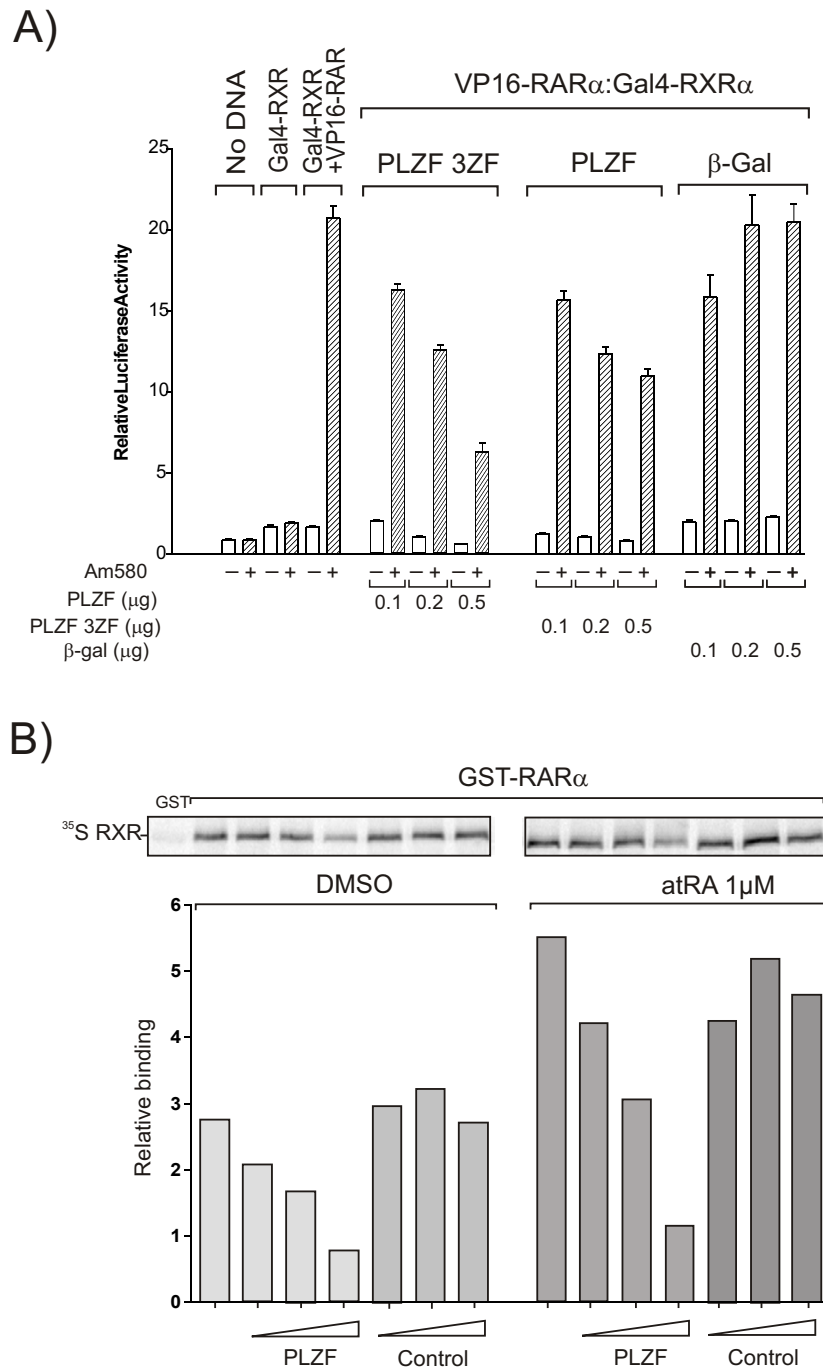 A)
No DNA
Gal4-RXR
Gal4-RXR
+VP16-RAR
VP16-RARα:Gal4-RXRα
PLZF 3ZF
PLZF
β-Gal
RelativeLuciferaseActivity
25
20
15
10
5
0
Am580
– + – + – + – + – + – + – + – + – + – + – + – +
PLZF (µg)
0.1 0.2 0.5
PLZF 3ZF (µg)
0.1 0.2 0.5
β-gal (µg)
0.1 0.2 0.5
B)
GST-RARα
GST
³⁵S RXR-
DMSO
atRA 1µM
Relative binding
6
5
4
3
2
1
0
PLZF
Control
PLZF
Control